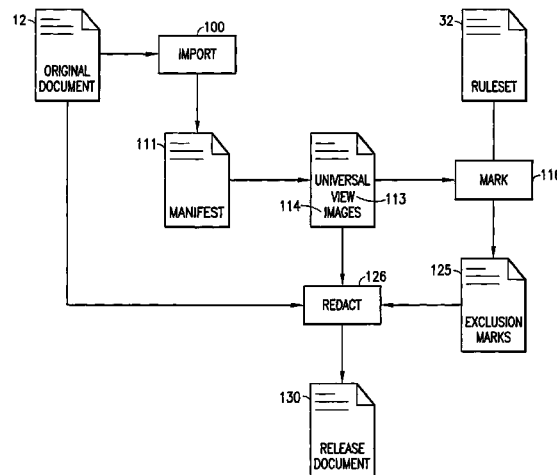 12
ORIGINAL
DOCUMENT
100
IMPORT
32
RULESET
111
MANIFEST
UNIVERSAL
VIEW
113
114
IMAGES
MARK
116
126
REDACT
125
EXCLUSION
MARKS
130
RELEASE
DOCUMENT